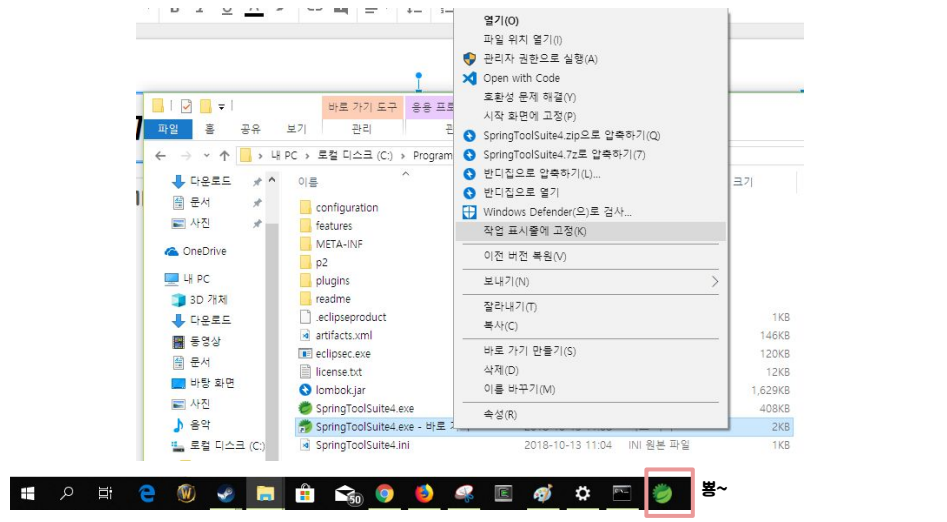 열기(O)
파일 위치 열기(I)
관리자 권한으로 실행(A)
Open with Code
호환성 문제 해결(Y)
시작 화면에 고정(P)
SpringToolSuite4.zip으로 압축하기(Q)
SpringToolSuite4.7z로 압축하기(7)
반디집으로 압축하기(L)...
반디집으로 열기
Windows Defender(으)로 검사...
작업 표시줄에 고정(K)
이전 버전 복원(V)
보내기(N)
잘라내기(T)
복사(C)
바로 가기 만들기(S)
삭제(D)
이름 바꾸기(M)
속성(R)
바로 가기 도구 응용 프로
파일 홈 공유 보기 관리
내 PC › 로컬 디스크 (C:) › Program
다운로드
문서
사진
OneDrive
내 PC
3D 개체
다운로드
동영상
문서
바탕 화면
사진
음악
로컬 디스크 (C:)
이름 크기
configuration
features
META-INF
p2
plugins
readme
.eclipseproduct 1KB
artifacts.xml 146KB
eclipsec.exe 120KB
license.txt 12KB
lombok.jar 1,629KB
SpringToolSuite4.exe 408KB
SpringToolSuite4.exe - 바로 2KB
SpringToolSuite4.ini 2018-10-13 11:04 INI 원본 파일 1KB
50
뿅~